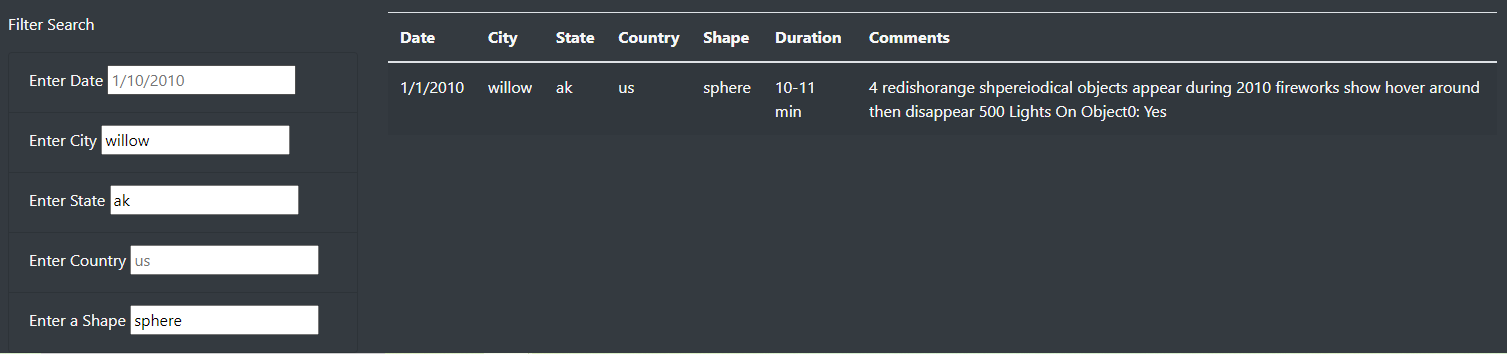 Filter Search
Enter Date 1/10/2010
Enter City willow
Enter State ak
Enter Country us
Enter a Shape sphere
Date City State Country Shape Duration Comments
1/1/2010 willow ak us sphere 10-11 min 4 redishorange shpereiodical objects appear during 2010 fireworks show hover around
then disappear 500 Lights On Object0: Yes